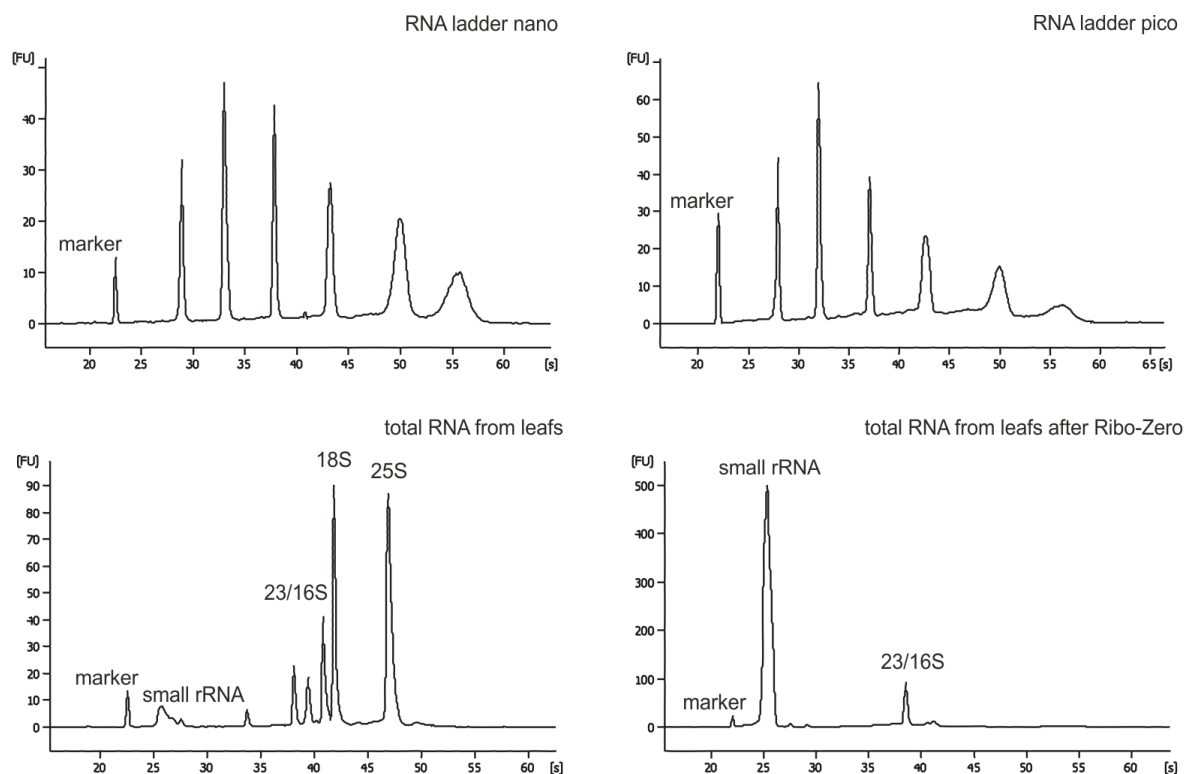 RNA ladder nano
[FU]
40
30
20
10
0
marker
20 25 30 35 40 45 50 55 60 [s]
RNA ladder pico
[FU]
60
50
40
30
20
10
0
marker
20 25 30 35 40 45 50 55 60 65 [s]
total RNA from leafs
[FU]
90
80
70
60
50
40
30
20
10
0
18S
25S
23/16S
marker
small rRNA
20 25 30 35 40 45 50 55 60 [s]
total RNA from leafs after Ribo-Zero
[FU]
500
400
300
200
100
0
small rRNA
23/16S
marker
20 25 30 35 40 45 50 55 60 [s]